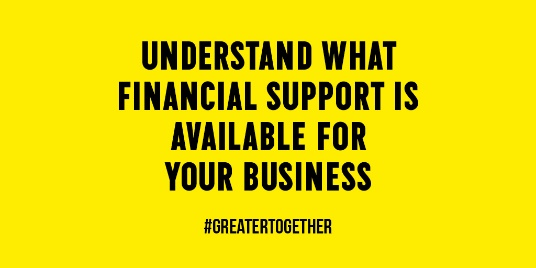 UNDERSTAND WHAT
FINANCIAL SUPPORT IS
AVAILABLE FOR
YOUR BUSINESS
#GREATERTOGETHER